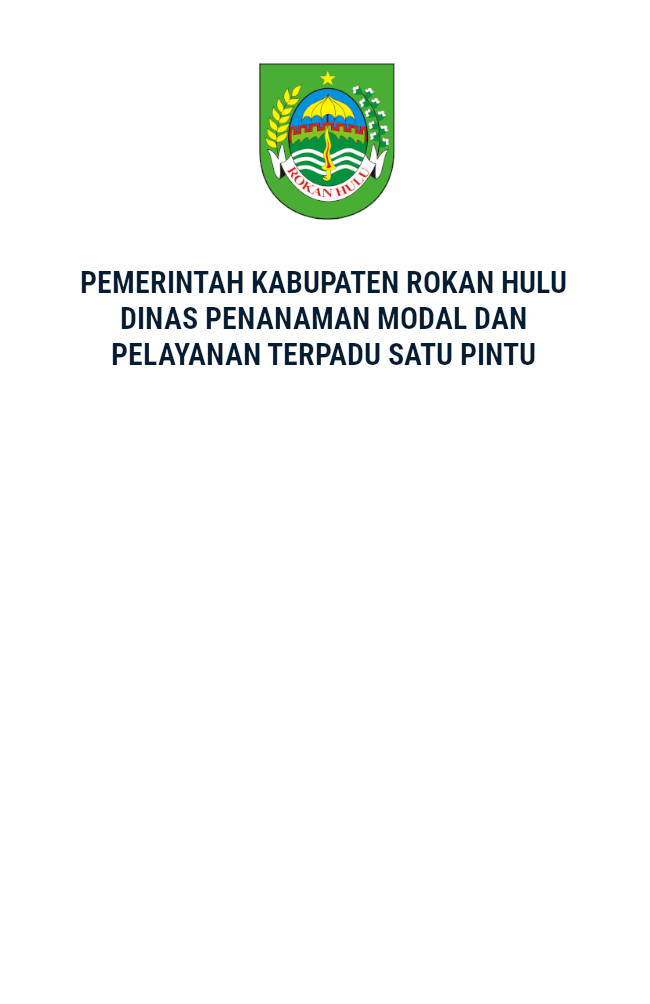 ROKAN HULU
PEMERINTAH KABUPATEN ROKAN HULU
DINAS PENANAMAN MODAL DAN
PELAYANAN TERPADU SATU PINTU